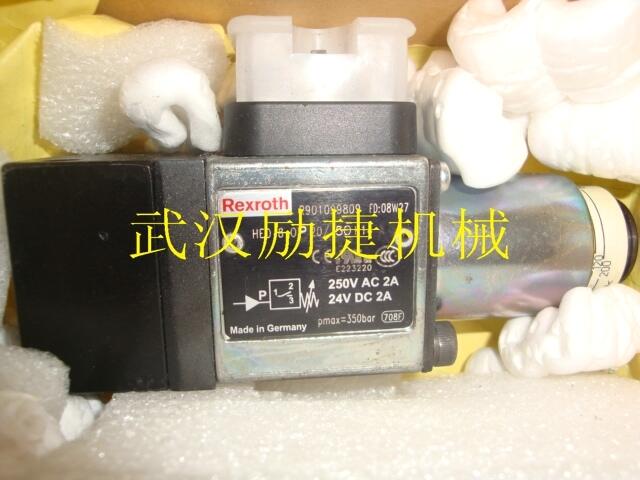 Rexroth
FD:08W27
武汉励捷机械
E223220
P
2
1
3
250V AC 2A
24V DC 2A
Made in Germany
pmax=350bar
708F
200